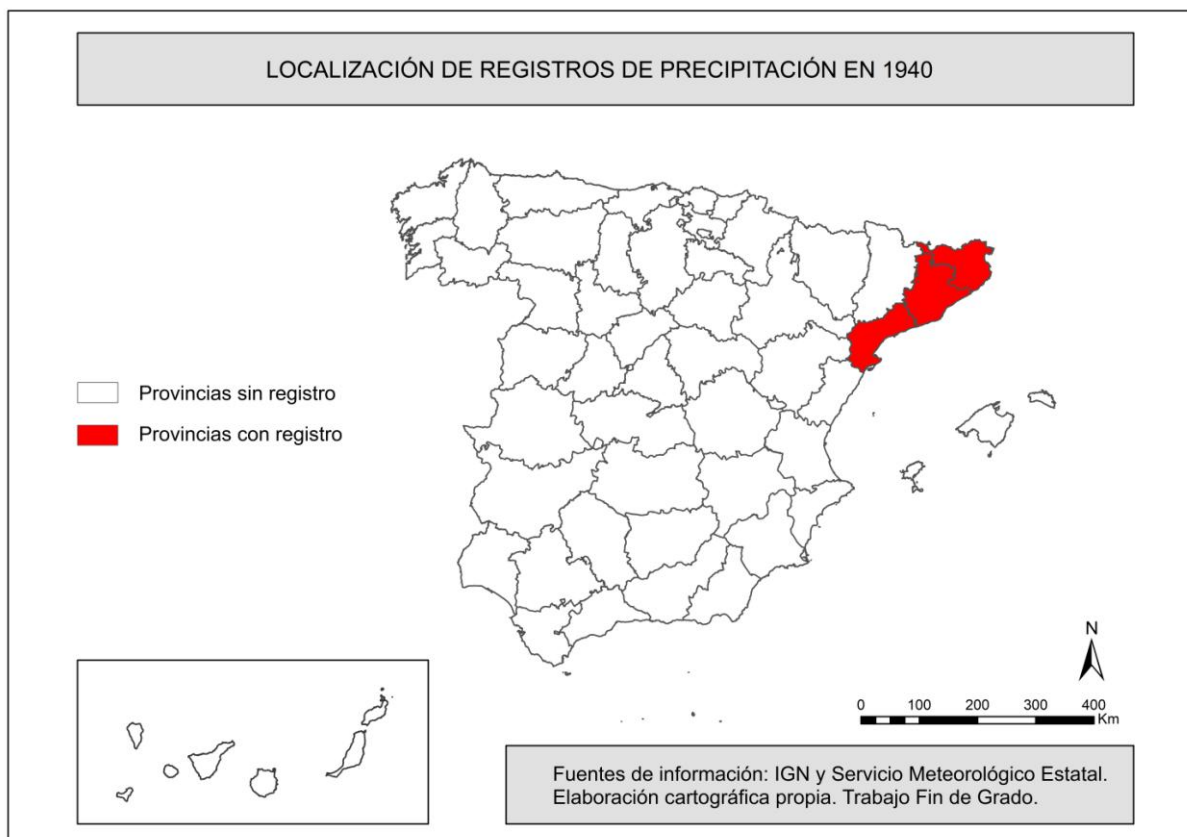 LOCALIZACIÓN DE REGISTROS DE PRECIPITACIÓN EN 1940
Provincias sin registro
Provincias con registro
N
0 100 200 300 400
Km
Fuentes de información: IGN y Servicio Meteorológico Estatal.
Elaboración cartográfica propia. Trabajo Fin de Grado.